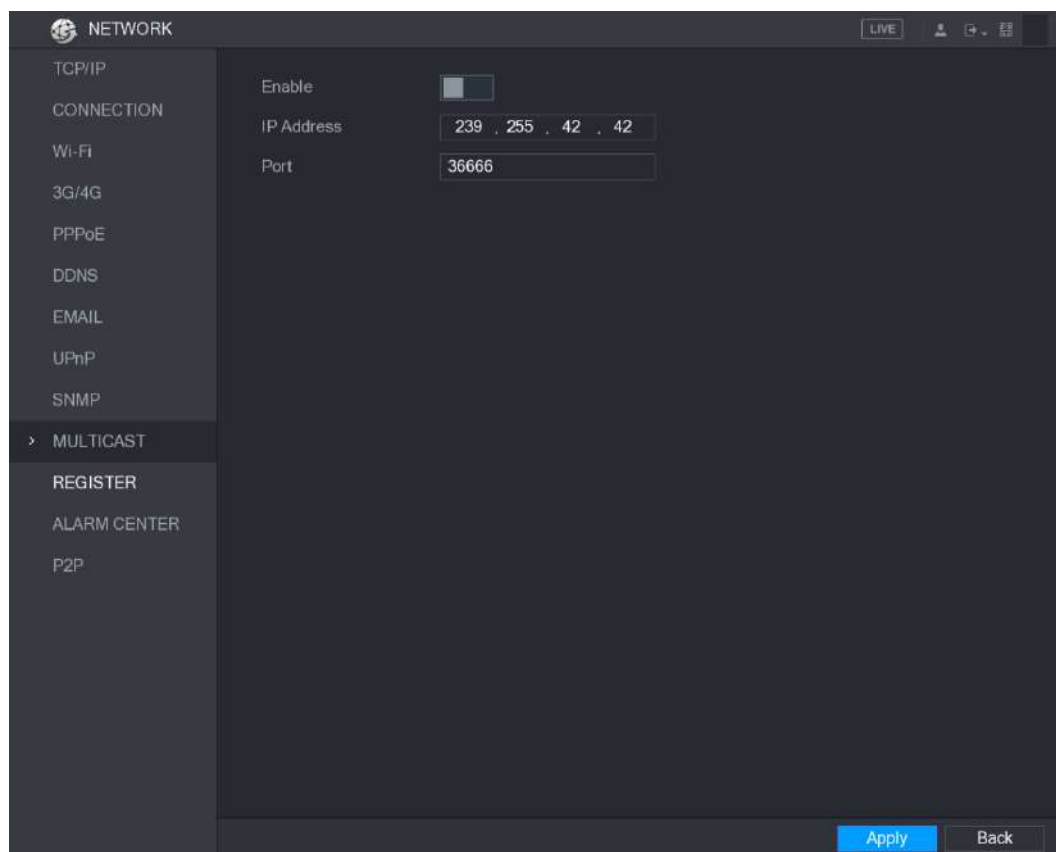 NETWORK
LIVE
TCP/IP
CONNECTION
Wi-Fi
3G/4G
PPPoE
DDNS
EMAIL
UPnP
SNMP
MULTICAST
REGISTER
ALARM CENTER
P2P
Enable
IP Address 239 . 255 . 42 . 42
Port 36666
Apply Back